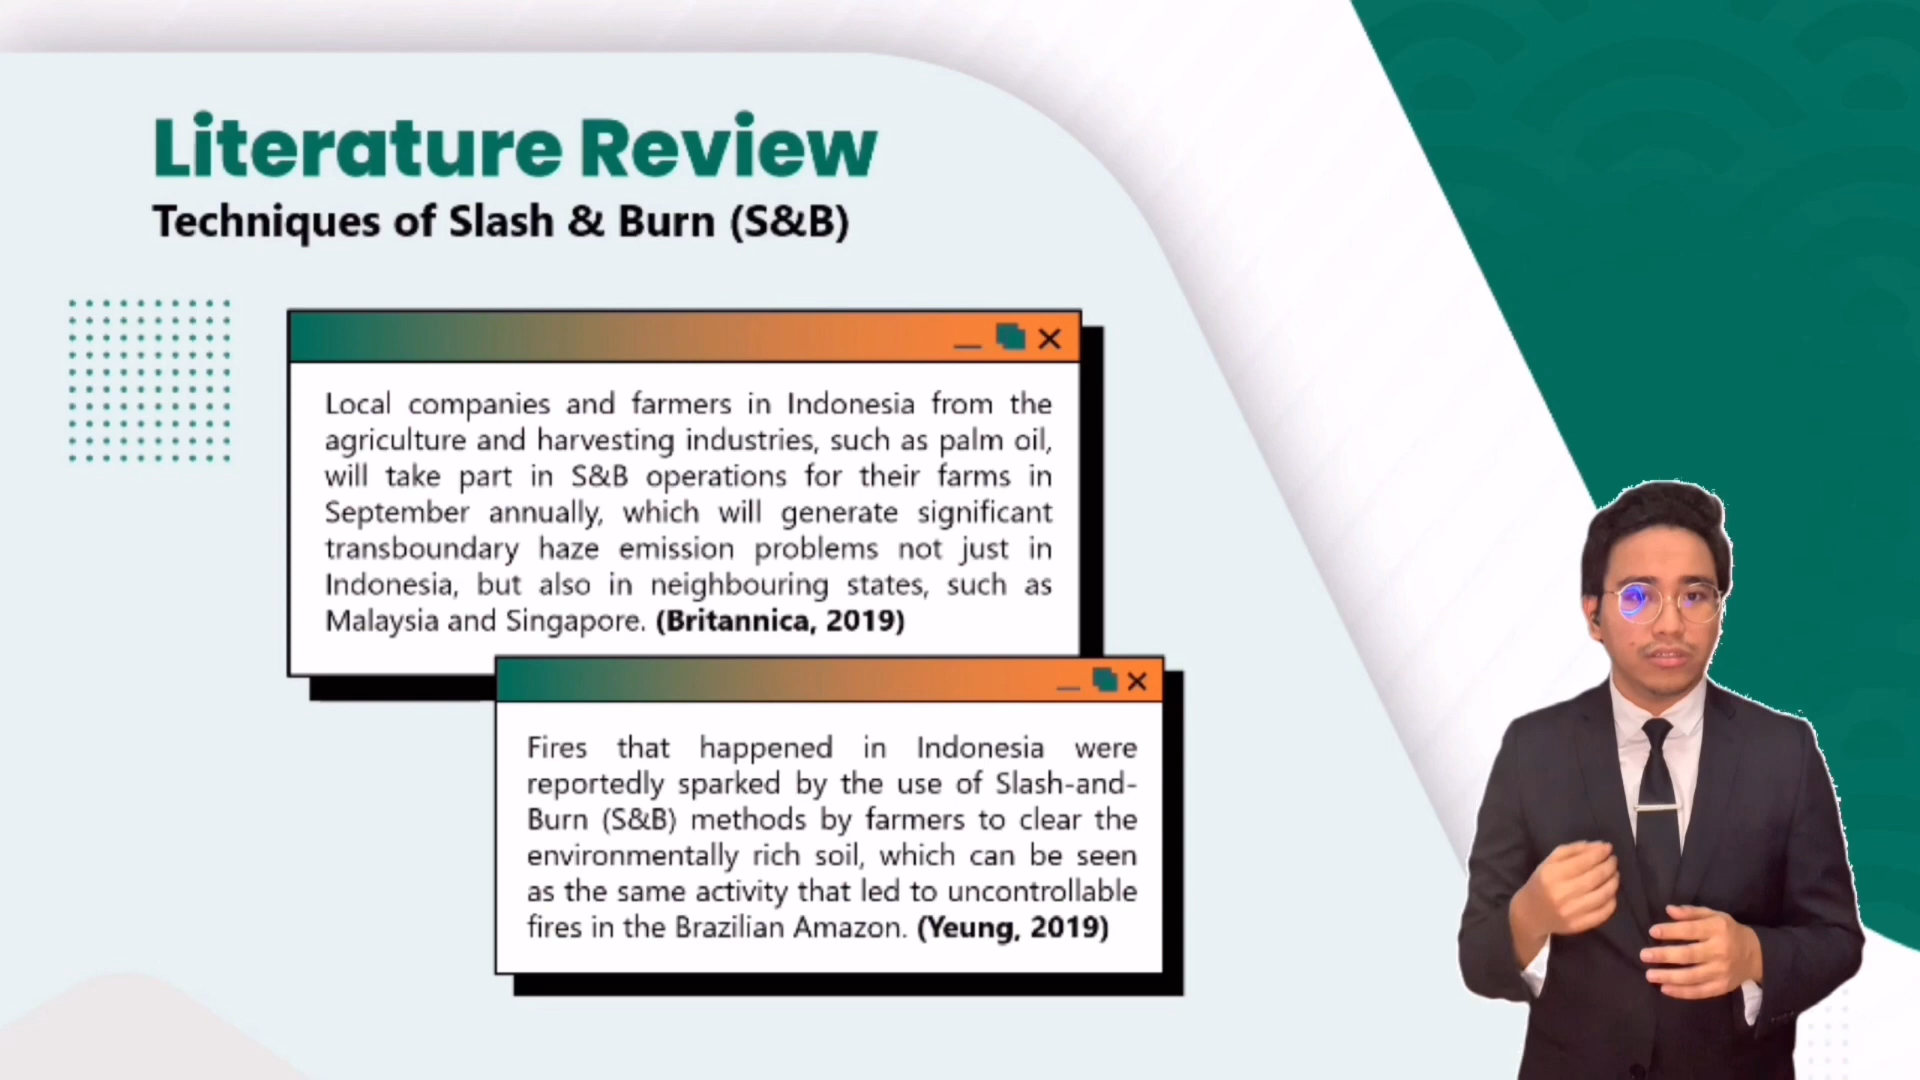 Literature Review
Techniques of Slash & Burn (S&B)
Local companies and farmers in Indonesia from the
agriculture and harvesting industries, such as palm oil,
will take part in S&B operations for their farms in
September annually, which will generate significant
transboundary haze emission problems not just in
Indonesia, but also in neighbouring states, such as
Malaysia and Singapore. (Britannica, 2019)
Fires that happened in Indonesia were
reportedly sparked by the use of Slash-and-
Burn (S&B) methods by farmers to clear the
environmentally rich soil, which can be seen
as the same activity that led to uncontrollable
fires in the Brazilian Amazon. (Yeung, 2019)